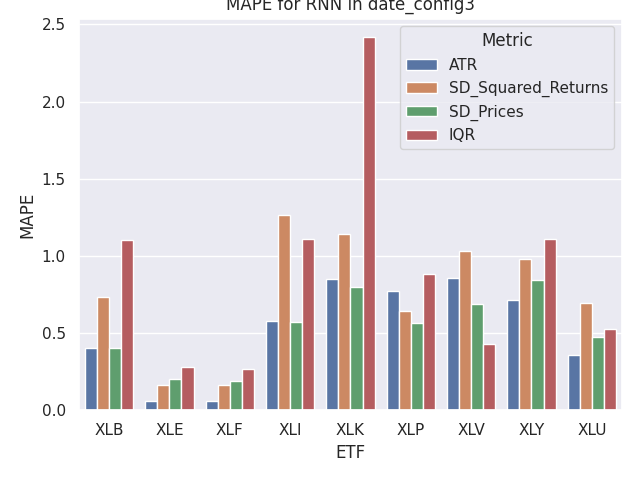 MAPE for RNN in date_config3
Metric
ATR
SD_Squared_Returns
SD_Prices
IQR
MAPE
2.5
2.0
1.5
1.0
0.5
0.0
XLB XLE XLF XLI XLK XLP XLV XLY XLU
ETF